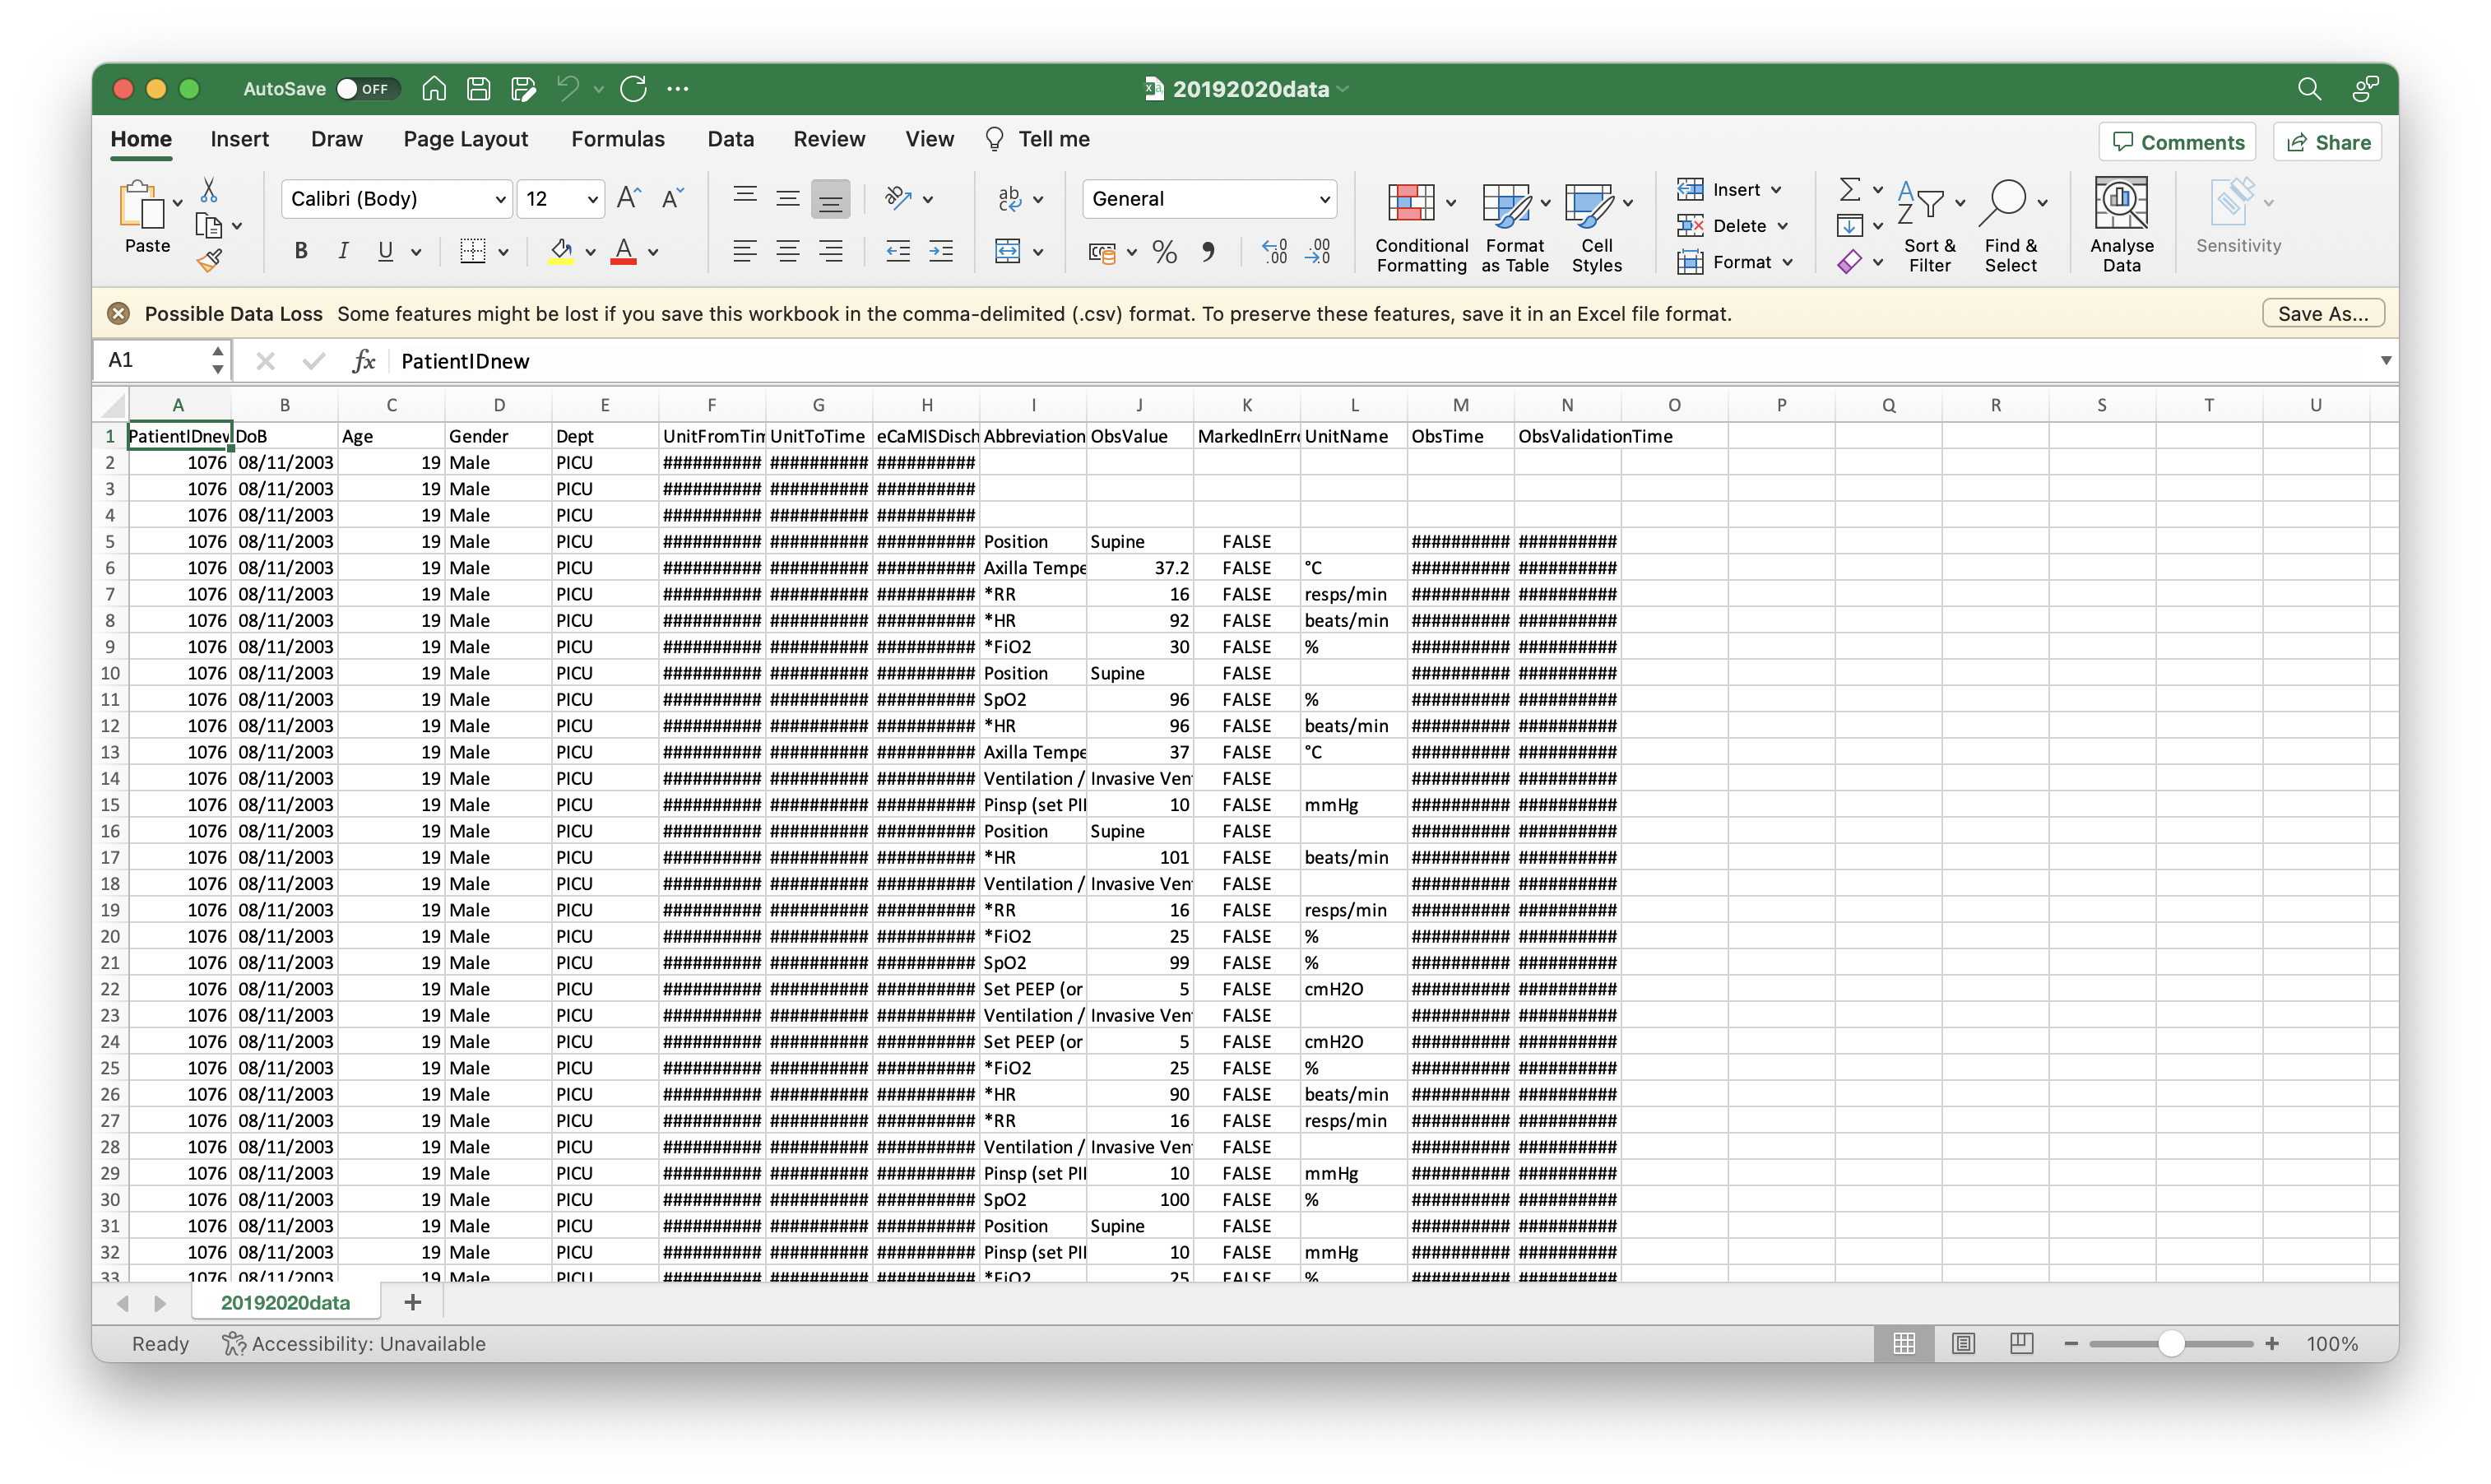 AutoSave OFF 20192020data
Home Insert Draw Page Layout Formulas Data Review View Tell me Comments Share
Paste Calibri (Body) 12 General Conditional Formatting Format as Table Cell Styles Insert Delete Format Sort & Filter Find & Select Analyse Data Sensitivity
Possible Data Loss Some features might be lost if you save this workbook in the comma-delimited (.csv) format. To preserve these features, save it in an Excel file format. Save As...
A1 fx PatientIDnew
A B C D E F G H I J K L M N O P Q R S T U
1 PatientIDnew DoB Age Gender Dept UnitFromTim UnitToTime eCaMISDisch Abbreviation ObsValue MarkedInErro UnitName ObsTime ObsValidationTime
2 1076 08/11/2003 19 Male PICU ########## ########## ##########
3 1076 08/11/2003 19 Male PICU ########## ########## ##########
4 1076 08/11/2003 19 Male PICU ########## ########## ##########
5 1076 08/11/2003 19 Male PICU ########## ########## ########## Position Supine FALSE ########## ##########
6 1076 08/11/2003 19 Male PICU ########## ########## ########## Axilla Tempe 37.2 FALSE °C ########## ##########
7 1076 08/11/2003 19 Male PICU ########## ########## ########## *RR 16 FALSE resps/min ########## ##########
8 1076 08/11/2003 19 Male PICU ########## ########## ########## *HR 92 FALSE beats/min ########## ##########
9 1076 08/11/2003 19 Male PICU ########## ########## ########## *FiO2 30 FALSE % ########## ##########
10 1076 08/11/2003 19 Male PICU ########## ########## ########## Position Supine FALSE ########## ##########
11 1076 08/11/2003 19 Male PICU ########## ########## ########## SpO2 96 FALSE % ########## ##########
12 1076 08/11/2003 19 Male PICU ########## ########## ########## *HR 96 FALSE beats/min ########## ##########
13 1076 08/11/2003 19 Male PICU ########## ########## ########## Axilla Tempe 37 FALSE °C ########## ##########
14 1076 08/11/2003 19 Male PICU ########## ########## ########## Ventilation / Invasive Ven FALSE ########## ##########
15 1076 08/11/2003 19 Male PICU ########## ########## ########## Pinsp (set PI 10 FALSE mmHg ########## ##########
16 1076 08/11/2003 19 Male PICU ########## ########## ########## Position Supine FALSE ########## ##########
17 1076 08/11/2003 19 Male PICU ########## ########## ########## *HR 101 FALSE beats/min ########## ##########
18 1076 08/11/2003 19 Male PICU ########## ########## ########## Ventilation / Invasive Ven FALSE ########## ##########
19 1076 08/11/2003 19 Male PICU ########## ########## ########## *RR 16 FALSE resps/min ########## ##########
20 1076 08/11/2003 19 Male PICU ########## ########## ########## *FiO2 25 FALSE % ########## ##########
21 1076 08/11/2003 19 Male PICU ########## ########## ########## SpO2 99 FALSE % ########## ##########
22 1076 08/11/2003 19 Male PICU ########## ########## ########## Set PEEP (or 5 FALSE cmH2O ########## ##########
23 1076 08/11/2003 19 Male PICU ########## ########## ########## Ventilation / Invasive Ven FALSE ########## ##########
24 1076 08/11/2003 19 Male PICU ########## ########## ########## Set PEEP (or 5 FALSE cmH2O ########## ##########
25 1076 08/11/2003 19 Male PICU ########## ########## ########## *FiO2 25 FALSE % ########## ##########
26 1076 08/11/2003 19 Male PICU ########## ########## ########## *HR 90 FALSE beats/min ########## ##########
27 1076 08/11/2003 19 Male PICU ########## ########## ########## *RR 16 FALSE resps/min ########## ##########
28 1076 08/11/2003 19 Male PICU ########## ########## ########## Ventilation / Invasive Ven FALSE ########## ##########
29 1076 08/11/2003 19 Male PICU ########## ########## ########## Pinsp (set PI 10 FALSE mmHg ########## ##########
30 1076 08/11/2003 19 Male PICU ########## ########## ########## SpO2 100 FALSE % ########## ##########
31 1076 08/11/2003 19 Male PICU ########## ########## ########## Position Supine FALSE ########## ##########
32 1076 08/11/2003 19 Male PICU ########## ########## ########## Pinsp (set PI 10 FALSE mmHg ########## ##########
33 1076 08/11/2003 19 Male PICU ########## ########## ########## *FiO2 25 FALSE % ########## ##########
20192020data
Ready Accessibility: Unavailable 100%